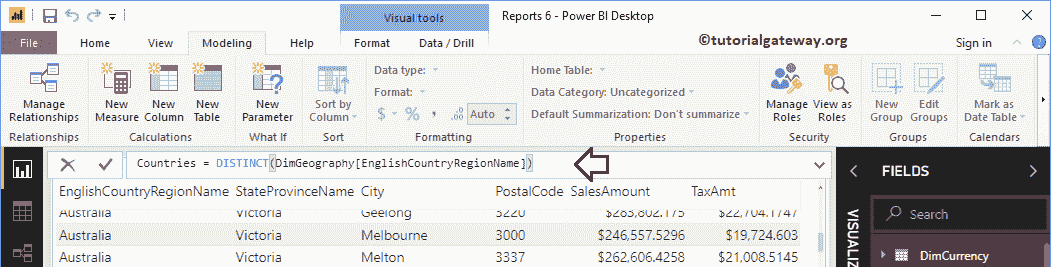 Visual tools
Reports 6 - Power BI Desktop
File Home View Modeling Help Format Data / Drill
©tutorialgateway.org
Sign in
Manage Relationships
Relationships
New Measure
New Column
New Table
Calculations
New Parameter
What If
Sort by Column
Sort
Data type:
Format:
$ % , .00 Auto
Formatting
Home Table:
Data Category: Uncategorized
Default Summarization: Don't summarize
Properties
Manage Roles
View as Roles
Security
New Group
Edit Groups
Groups
Mark as Date Table
Calendars
Countries = DISTINCT(DimGeography[EnglishCountryRegionName])
EnglishCountryRegionName StateProvinceName City PostalCode SalesAmount TaxAmt
Australia Victoria Geelong 3220 $283,802.175 $22,704.1747
Australia Victoria Melbourne 3000 $246,557.5296 $19,724.603
Australia Victoria Melton 3337 $262,606.4258 $21,008.5145
VISUALIZ
FIELDS
Search
DimCurrency